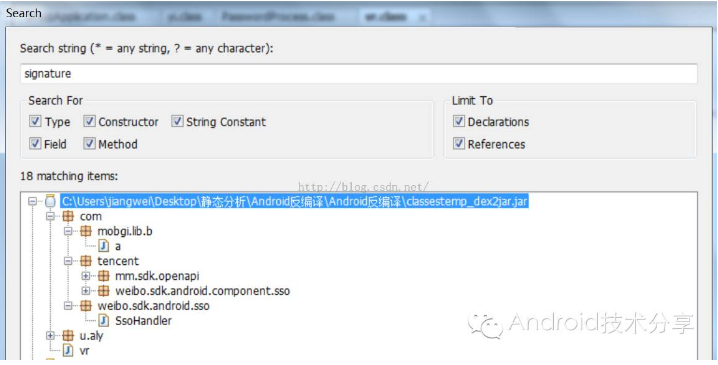 Search
PasswordProcess.class
vr.class
Search string (* = any string, ? = any character):
signature
Search For
Limit To
Type
Constructor
String Constant
Declarations
Field
Method
References
18 matching items:
http://blog.csdn.net/
C:\Users\jiangwei\Desktop\静态分析\Android反编译\Android反编译\classestemp_dex2jar.jar
com
mobgi.lib.b
a
tencent
mm.sdk.openapi
weibo.sdk.android.component.sso
weibo.sdk.android.sso
SsoHandler
Android技术分享
u.aly
vr